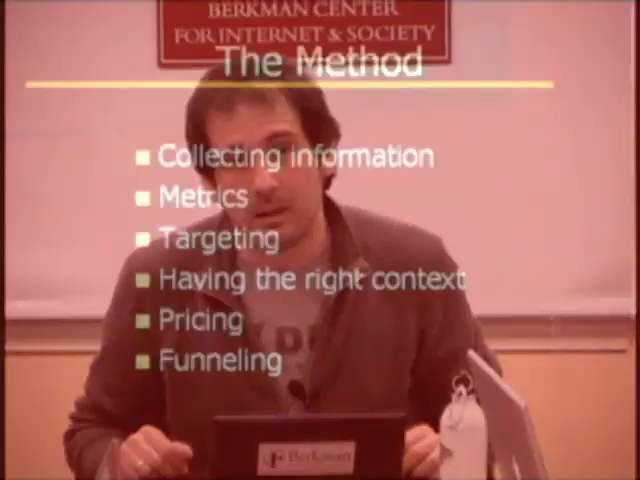 BERKMAN CENTER
FOR INTERNET & SOCIETY
The Method
Collecting information
Metrics
Targeting
Having the right context
Pricing
Funneling
Berkman